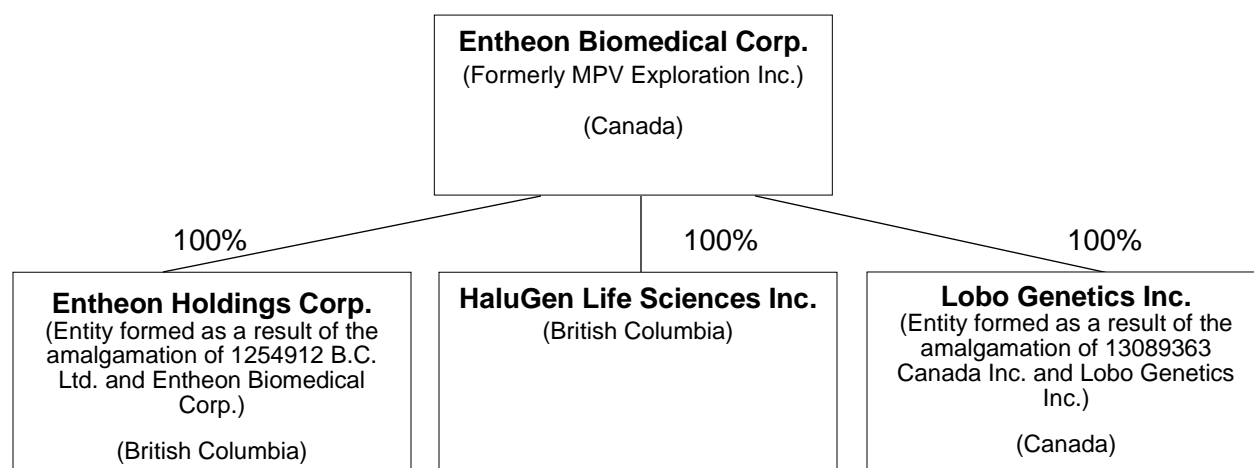 Entheon Biomedical Corp.
(Formerly MPV Exploration Inc.)
(Canada)
100%
100%
100%
Entheon Holdings Corp.
(Entity formed as a result of the
amalgamation of 1254912 B.C.
Ltd. and Entheon Biomedical
Corp.)
(British Columbia)
HaluGen Life Sciences Inc.
(British Columbia)
Lobo Genetics Inc.
(Entity formed as a result of the
amalgamation of 13089363
Canada Inc. and Lobo Genetics
Inc.)
(Canada)